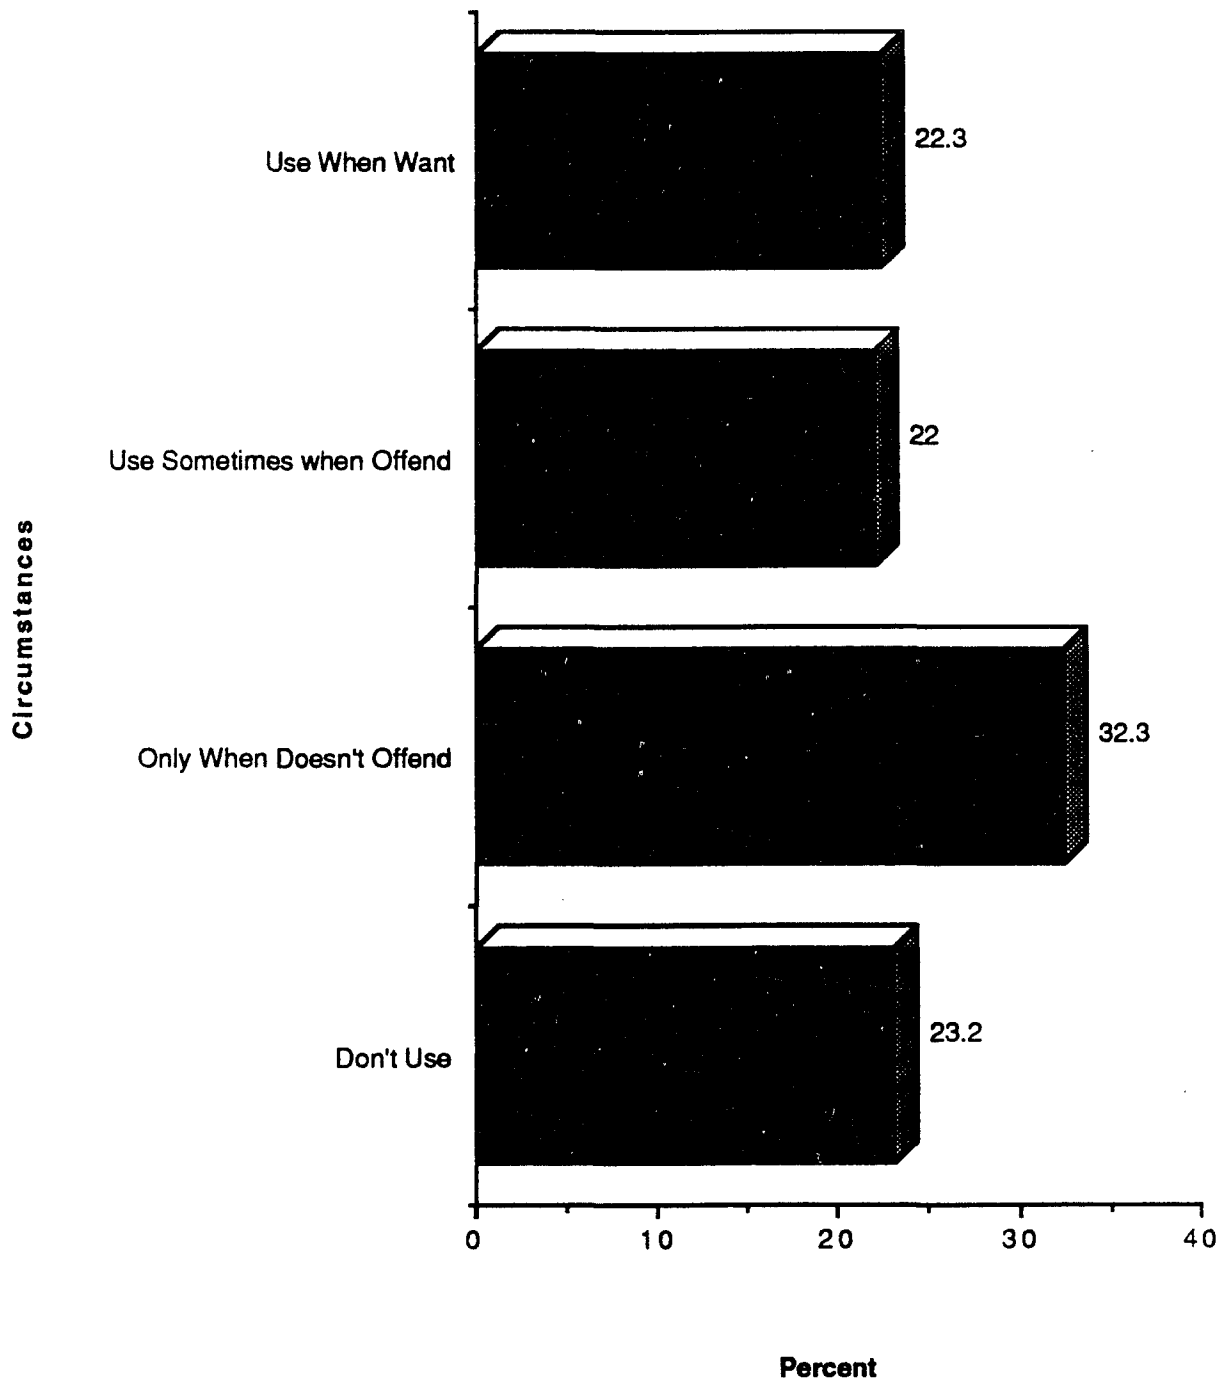 22.3
Use When Want
22
Use Sometimes when Offend
Circumstances
32.3
Only When Doesn't Offend
23.2
Don't Use
0 10 20 30 40
Percent